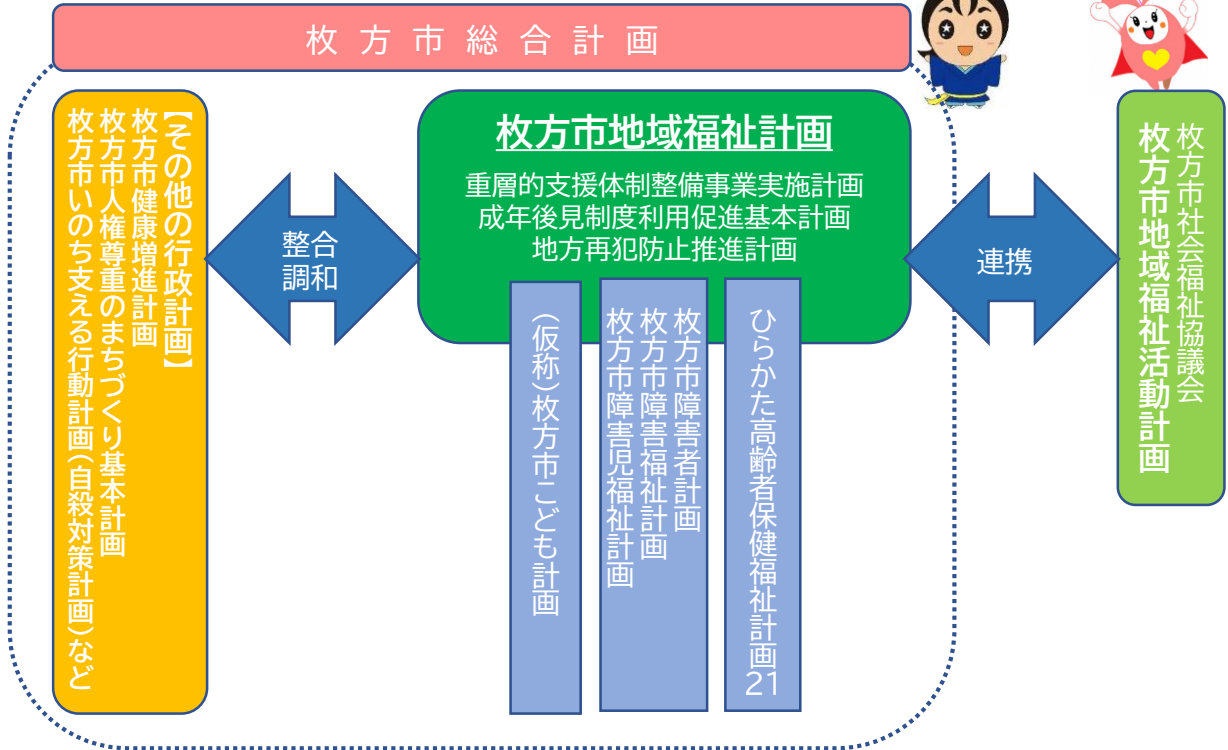 枚方市総合計画
【その他の行政計画】
枚方市健康増進計画
枚方市人権尊重のまちづくり基本計画
枚方市いのち支える行動計画(自殺対策計画)など
整合
調和
枚方市地域福祉計画
重層的支援体制整備事業実施計画
成年後見制度利用促進基本計画
地方再犯防止推進計画
(仮称)枚方市こども計画
枚方市障害者計画
枚方市障害福祉計画
枚方市障害児福祉計画
ひらかた高齢者保健福祉計画21
連携
枚方市社会福祉協議会
枚方市地域福祉活動計画